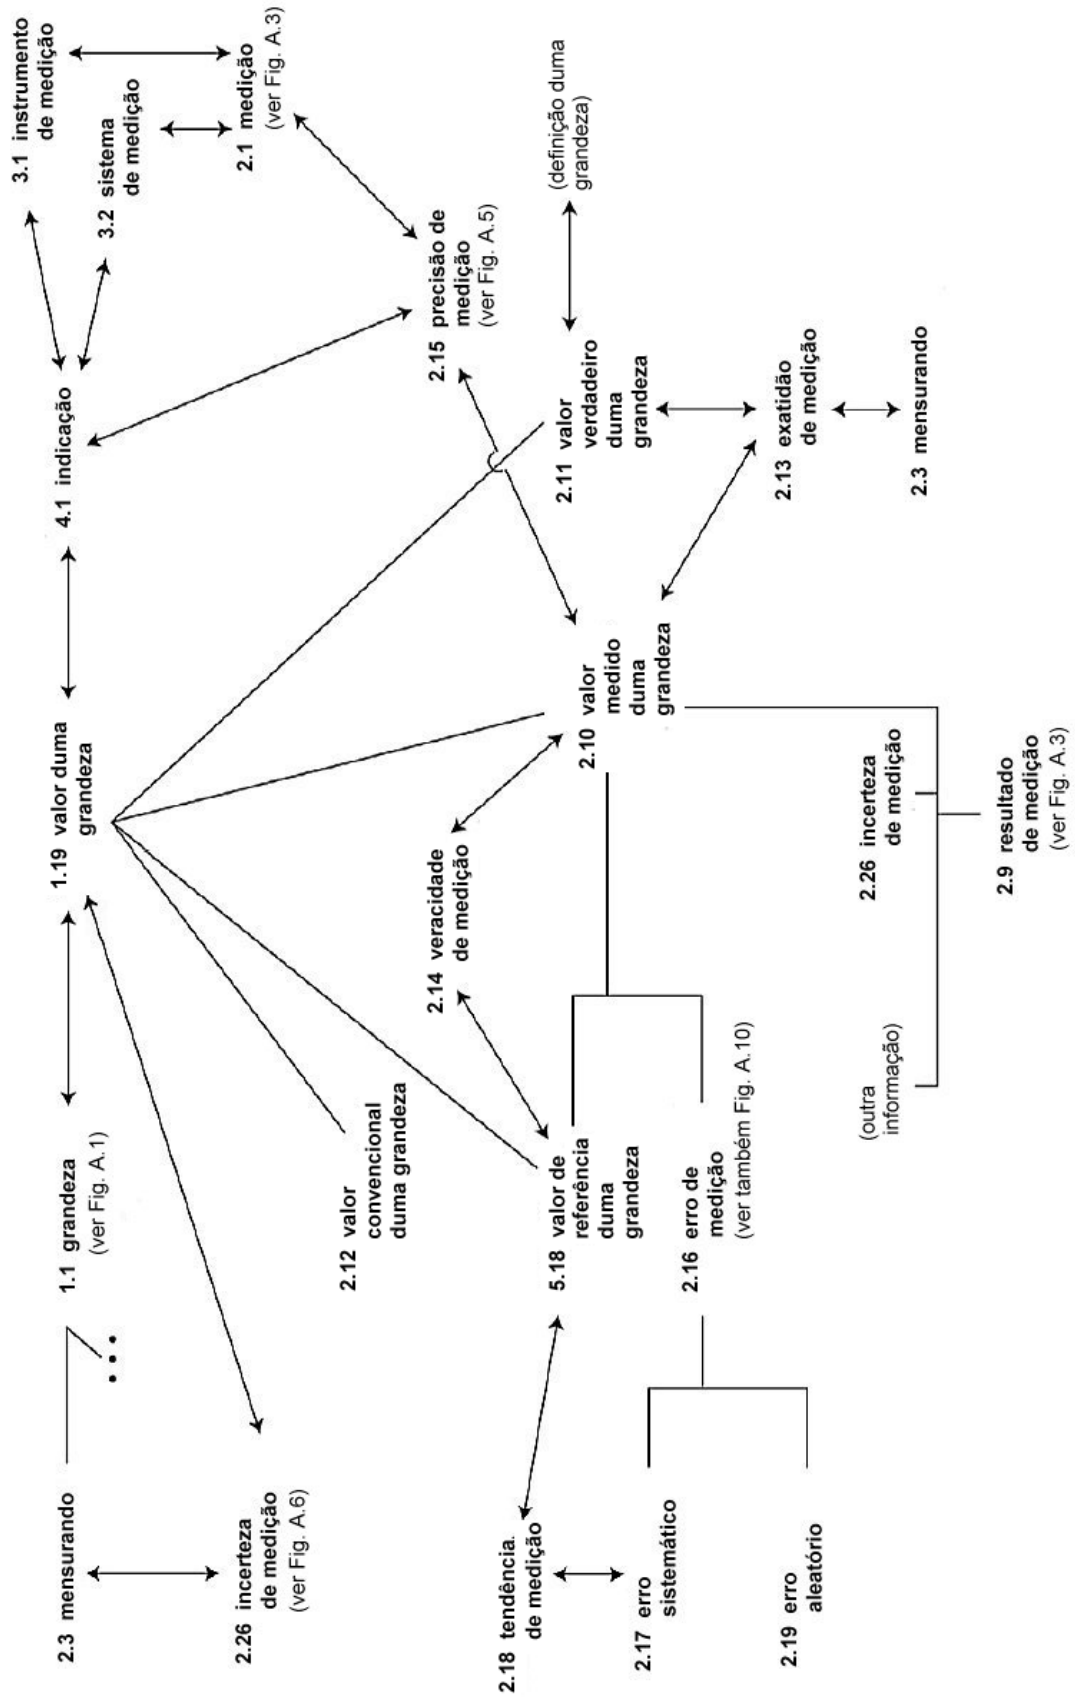 2.3 mensurando
2.26 incerteza
de medição
(ver Fig. A.6)
1.1 grandeza
(ver Fig. A.1)
1.19 valor duma
grandeza
4.1 indicação
3.1 instrumento
de medição
3.2 sistema
de medição
2.1 medição
(ver Fig. A.3)
2.12 valor
convencional
duma grandeza
2.14 veracidade
de medição
2.15 precisão de
medição
(ver Fig. A.5)
2.18 tendência.
de medição
2.17 erro
sistemático
2.19 erro
aleatório
5.18 valor de
referência
duma
grandeza
2.16 erro de
medição
(ver também Fig. A.10)
2.10 valor
medido
duma
grandeza
2.11 valor
verdadeiro
duma
grandeza
(definição duma
grandeza)
2.13 exatidão
de medição
2.3 mensurando
(outra
informação)
2.26 incerteza
de medição
2.9 resultado
de medição
(ver Fig. A.3)